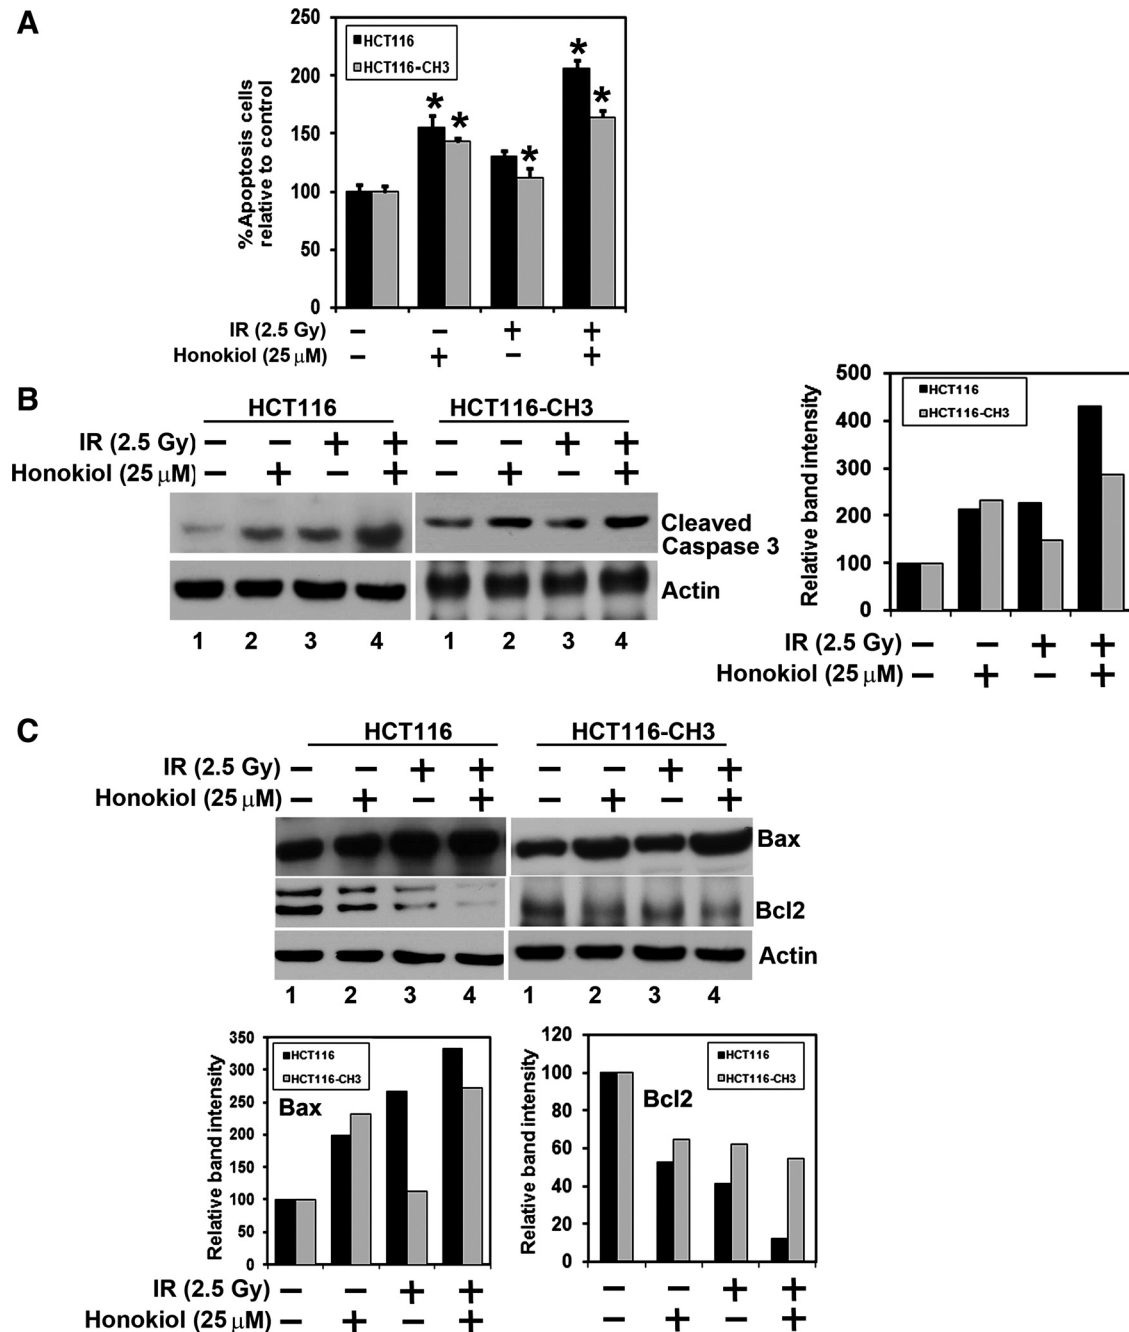 A
%Apoptosis cells
relative to control
250
200
150
100
50
0
HCT116
HCT116-CH3
* * * * *
IR (2.5 Gy) − − + +
Honokiol (25 μM) − + − +
B
HCT116 HCT116-CH3
IR (2.5 Gy) − − + + − − + +
Honokiol (25 μM) − + − + − + − +
Cleaved
Caspase 3
Actin
1 2 3 4 1 2 3 4
Relative band intensity
500
400
300
200
100
0
HCT116
HCT116-CH3
IR (2.5 Gy) − − + +
Honokiol (25 μM) − + − +
C
HCT116 HCT116-CH3
IR (2.5 Gy) − − + + − − + +
Honokiol (25 μM) − + − + − + − +
Bax
Bcl2
Actin
1 2 3 4 1 2 3 4
Relative band intensity
350
300
250
200
150
100
50
0
HCT116
HCT116-CH3
Bax
IR (2.5 Gy) − − + +
Honokiol (25 μM) − + − +
Relative band intensity
120
100
80
60
40
20
0
HCT116
HCT116-CH3
Bcl2
− − + +
− + − +